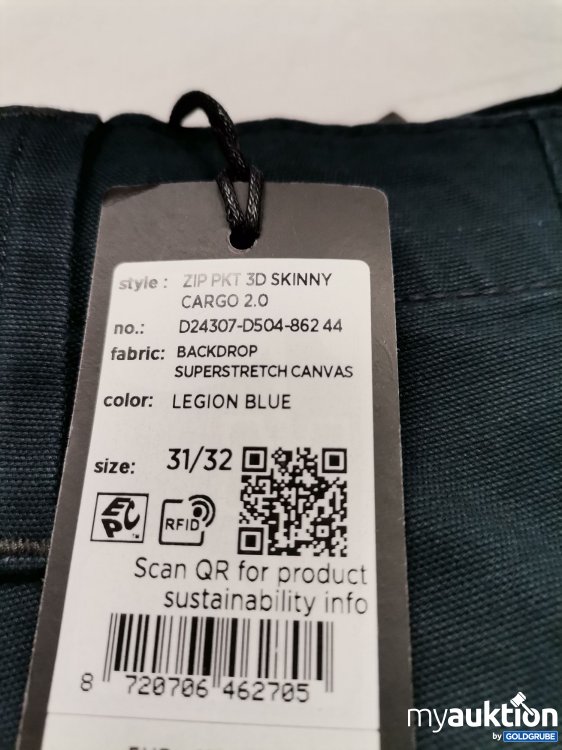 style : ZIP PKT 3D SKINNY
CARGO 2.0
no.: D24307-D504-862 44
fabric: BACKDROP
SUPERSTRETCH CANVAS
color: LEGION BLUE
size: 31/32
EPC™
RFID
Scan QR for product
sustainability info
8 720706 462705
myauktion
by GOLDGRUBE